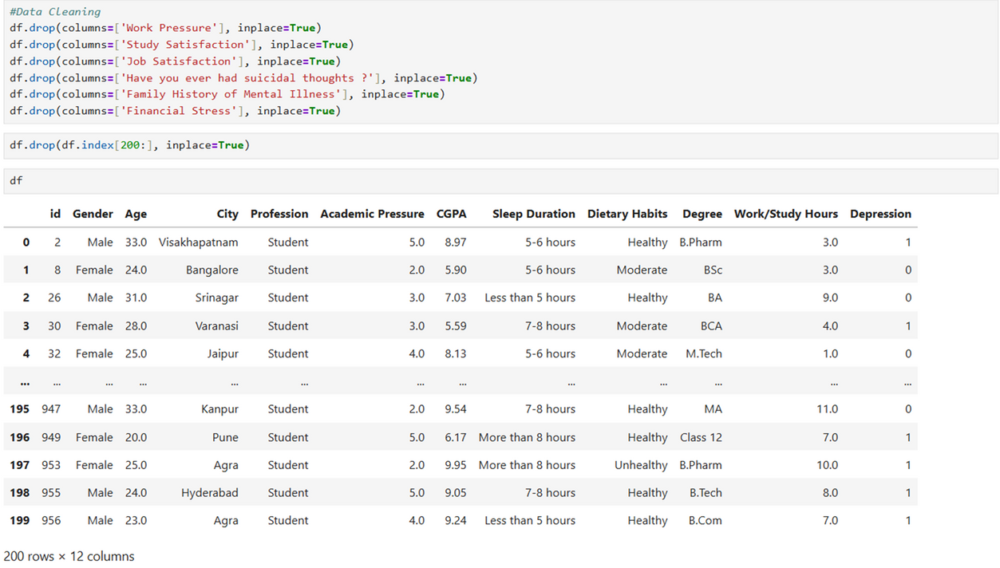 #Data Cleaning
df.drop(columns=['Work Pressure'], inplace=True)
df.drop(columns=['Study Satisfaction'], inplace=True)
df.drop(columns=['Job Satisfaction'], inplace=True)
df.drop(columns=['Have you ever had suicidal thoughts ?'], inplace=True)
df.drop(columns=['Family History of Mental Illness'], inplace=True)
df.drop(columns=['Financial Stress'], inplace=True)
df.drop(df.index[200:], inplace=True)
df
id Gender Age City Profession Academic Pressure CGPA Sleep Duration Dietary Habits Degree Work/Study Hours Depression
0 2 Male 33.0 Visakhapatnam Student 5.0 8.97 5-6 hours Healthy B.Pharm 3.0 1
1 8 Female 24.0 Bangalore Student 2.0 5.90 5-6 hours Moderate BSc 3.0 0
2 26 Male 31.0 Srinagar Student 3.0 7.03 Less than 5 hours Healthy BA 9.0 0
3 30 Female 28.0 Varanasi Student 3.0 5.59 7-8 hours Moderate BCA 4.0 1
4 32 Female 25.0 Jaipur Student 4.0 8.13 5-6 hours Moderate M.Tech 1.0 0
... ... ... ... ... ... ... ... ... ... ... ... ...
195 947 Male 33.0 Kanpur Student 2.0 9.54 7-8 hours Healthy MA 11.0 0
196 949 Female 20.0 Pune Student 5.0 6.17 More than 8 hours Healthy Class 12 7.0 1
197 953 Female 25.0 Agra Student 2.0 9.95 More than 8 hours Unhealthy B.Pharm 10.0 1
198 955 Male 24.0 Hyderabad Student 5.0 9.05 7-8 hours Healthy B.Tech 8.0 1
199 956 Male 23.0 Agra Student 4.0 9.24 Less than 5 hours Healthy B.Com 7.0 1
200 rows × 12 columns